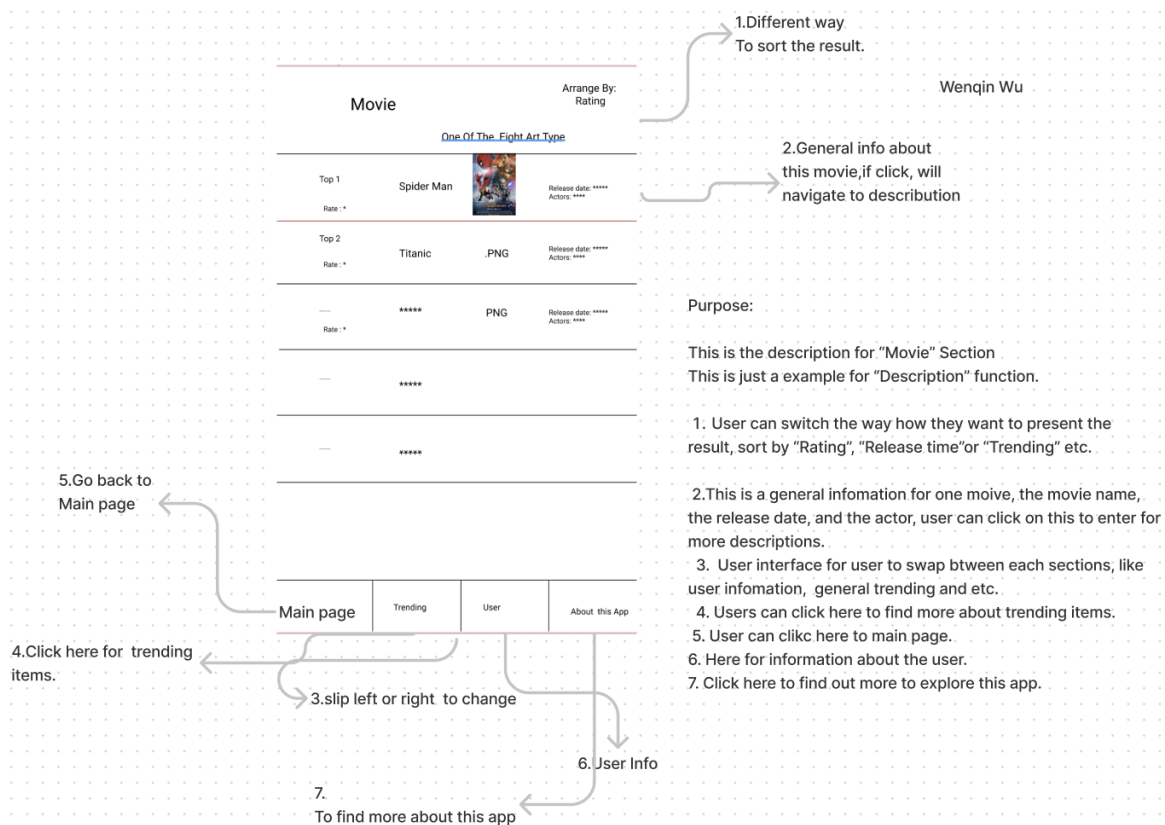 1.Different way
To sort the result.
Wenqin Wu
Arrange By:
Rating
Movie
One Of The Eight Art Type
2.General info about
this movie,if click, will
navigate to describution
Top 1
Rate : *
Spider Man
Release date: *****
Actors: ****
Top 2
Rate : *
Titanic
.PNG
Release date: *****
Actors: ****
.....
Rate : *
*****
PNG
Release date: *****
Actors: ****
.....
*****
.....
*****
Purpose:
This is the description for “Movie” Section
This is just a example for “Description” function.
1. User can switch the way how they want to present the
result, sort by “Rating”, “Release time”or “Trending” etc.
2.This is a general infomation for one moive, the movie name,
the release date, and the actor, user can click on this to enter for
more descriptions.
3. User interface for user to swap btween each sections, like
user infomation, general trending and etc.
4. Users can click here to find more about trending items.
5. User can clikc here to main page.
6. Here for information about the user.
7. Click here to find out more to explore this app.
5.Go back to
Main page
Main page
Trending
User
About this App
4.Click here for trending
items.
3.slip left or right to change
6.User Info
7.
To find more about this app